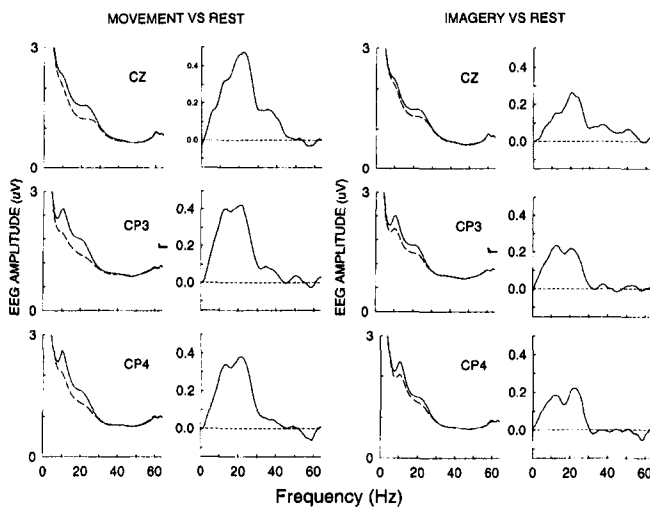 MOVEMENT VS REST
IMAGERY VS REST
3
CZ
0
0.4
0.2
0.0
3
CZ
0
0.4
0.2
0.0
EEG AMPLITUDE (uV)
3
CP3
0
r
0.4
0.2
0.0
EEG AMPLITUDE (uV)
3
CP3
0
r
0.4
0.2
0.0
3
CP4
0
0.4
0.2
0.0
3
CP4
0
0.4
0.2
0.0
0 20 40 60
0 20 40 60
0 20 40 60
0 20 40 60
Frequency (Hz)